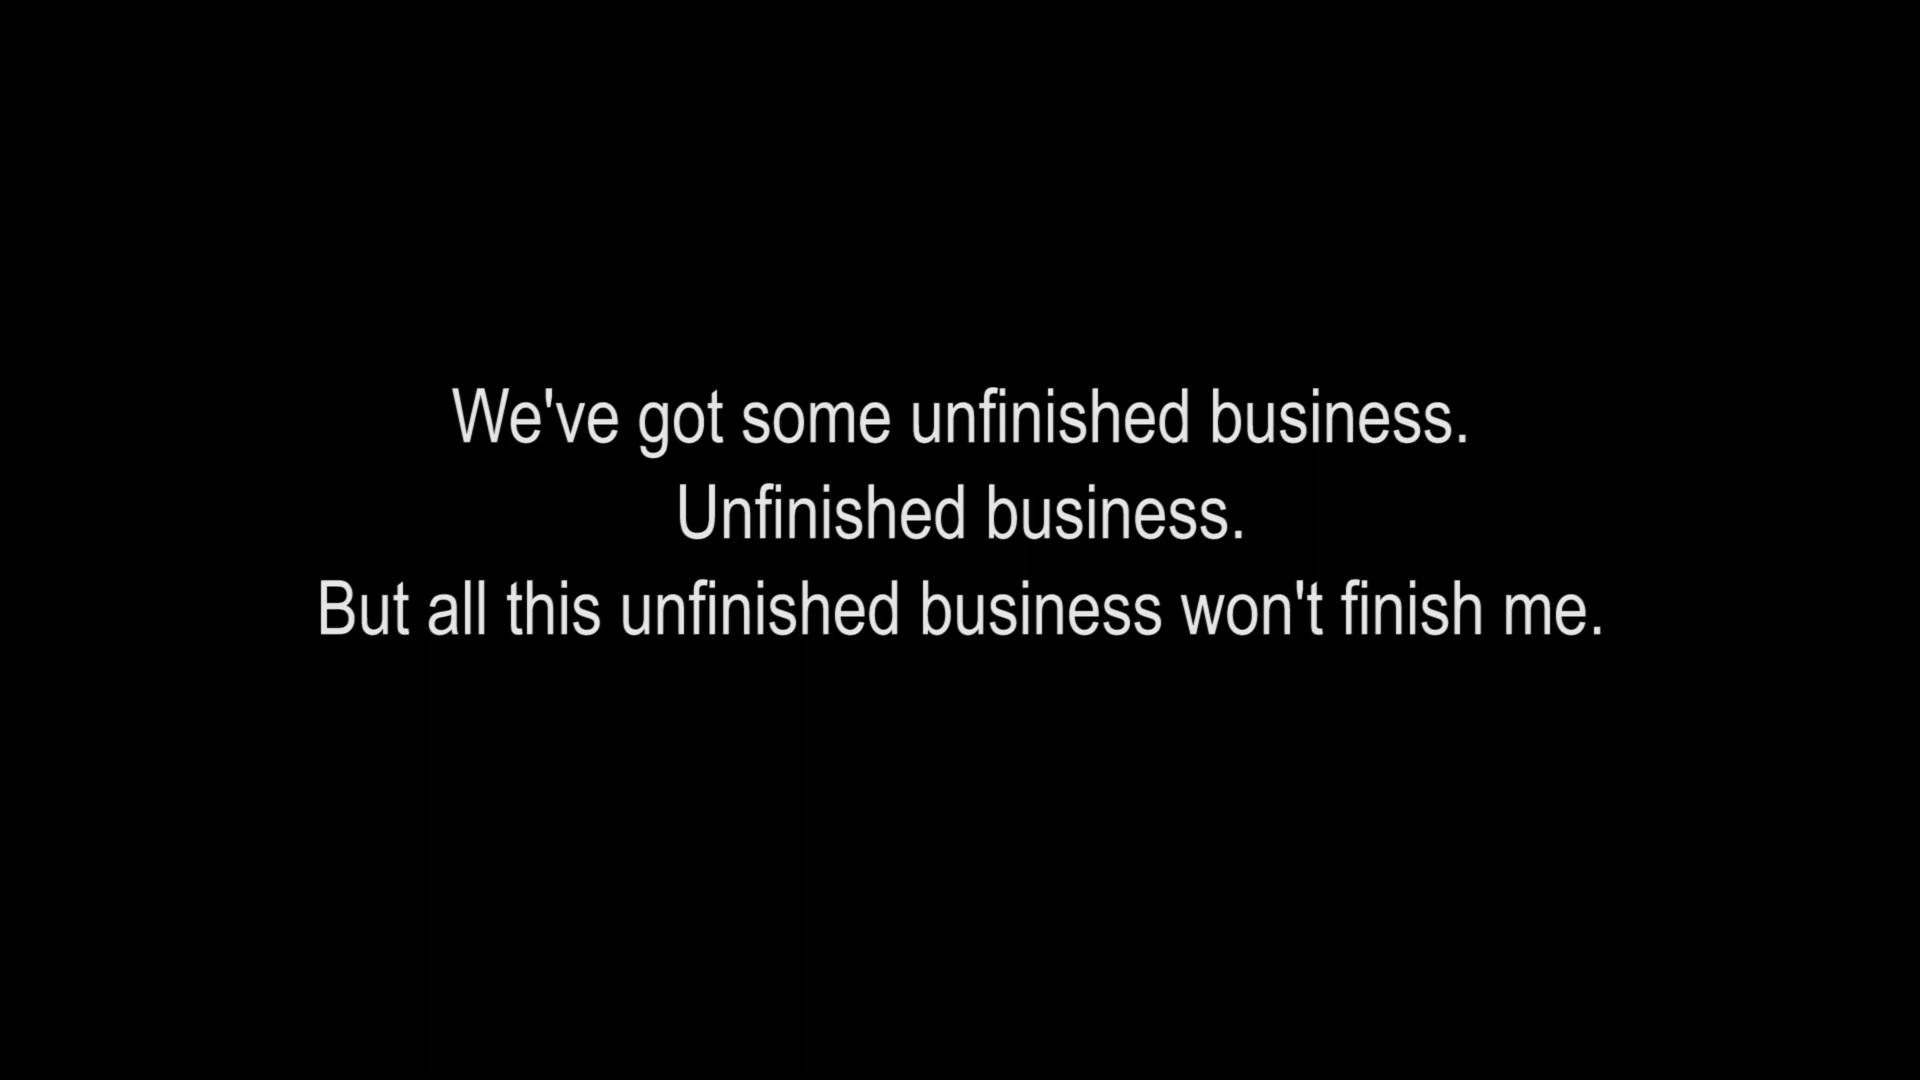 We've got some unfinished business.
Unfinished business.
But all this unfinished business won't finish me.